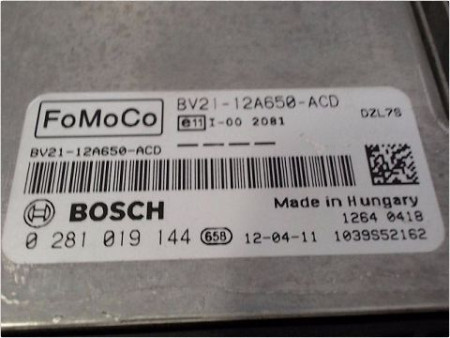 FoMoCo
BV21-12A650-ACD
DZL7S
e11 I-00 2081
BV21-12A650-ACD
BOSCH
Made in Hungary
1264 0418
0 281 019 144 658 12-04-11 1039S52162